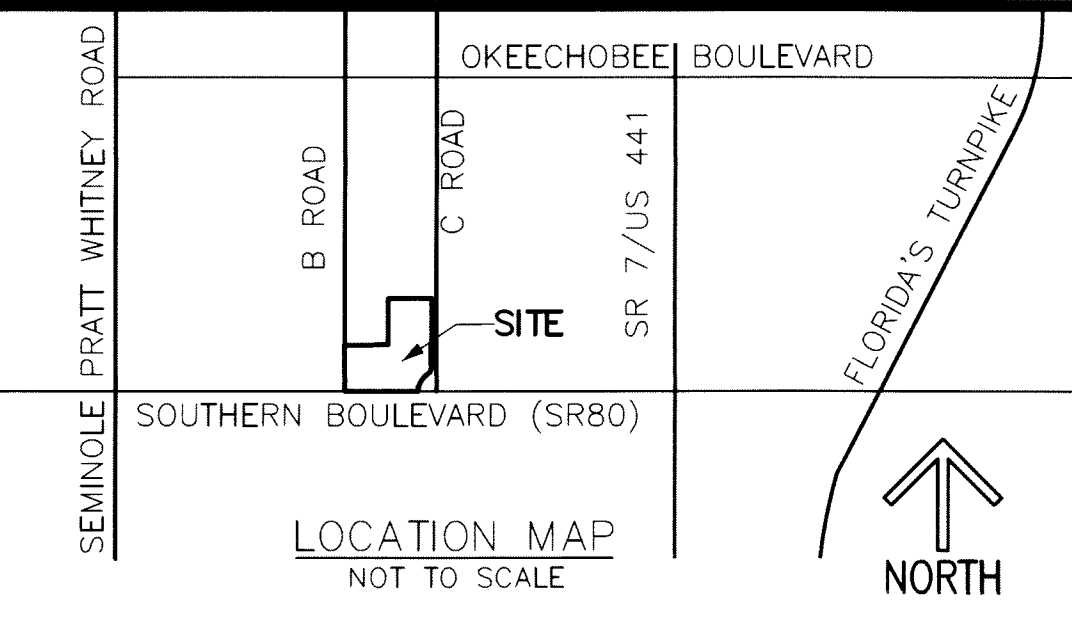 OKEECHOBEE BOULEVARD
SEMINOLE PRATT WHITNEY ROAD
B ROAD
C ROAD
SR 7/US 441
FLORIDA'S TURNPIKE
SITE
SOUTHERN BOULEVARD (SR80)
LOCATION MAP
NOT TO SCALE
NORTH